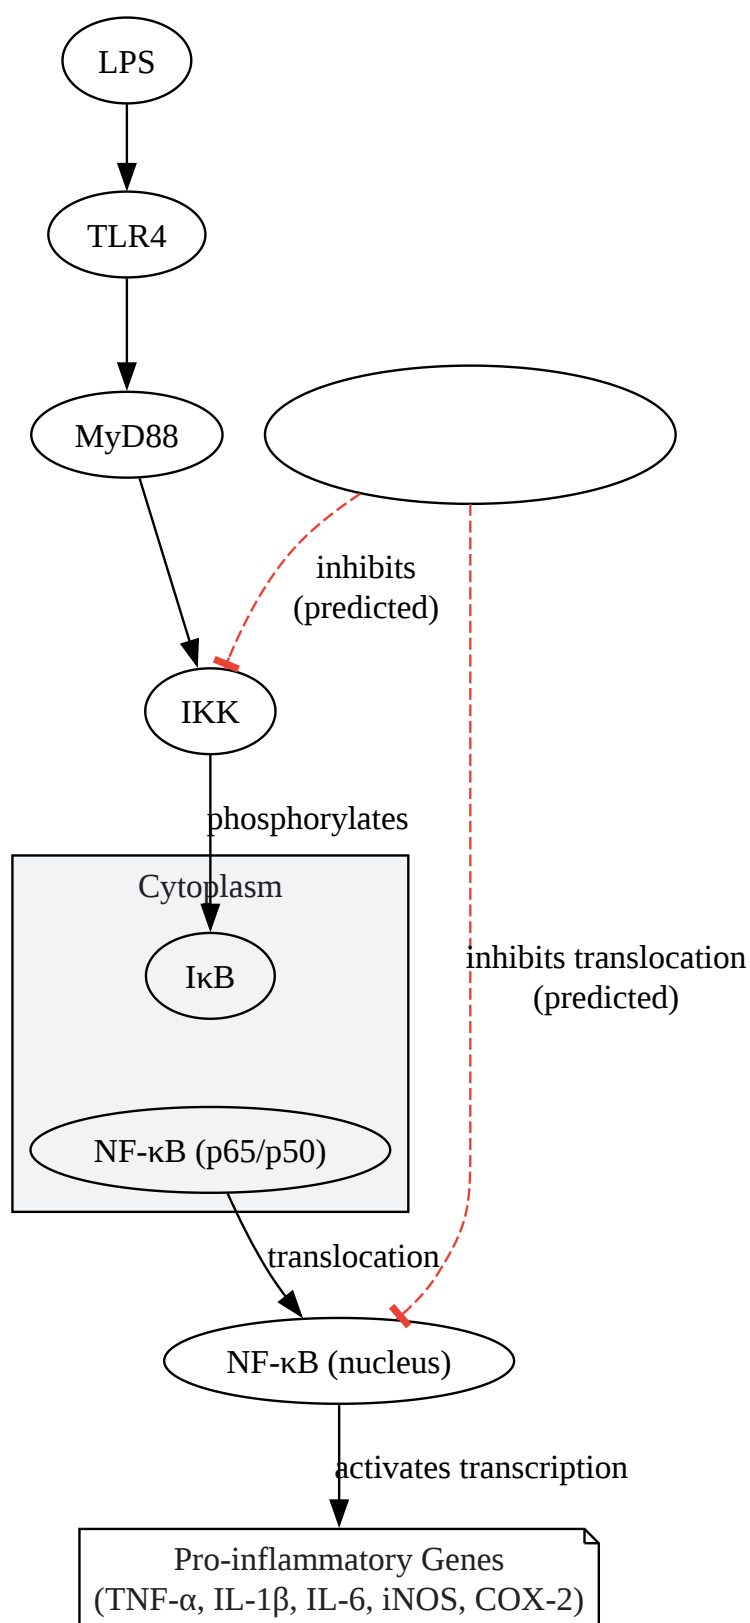 LPS
TLR4
MyD88
inhibits
(predicted)
IKK
phosphorylates
Cytoplasm
IκB
inhibits translocation
(predicted)
NF-κB (p65/p50)
translocation
NF-κB (nucleus)
activates transcription
Pro-inflammatory Genes
(TNF-α, IL-1β, IL-6, iNOS, COX-2)